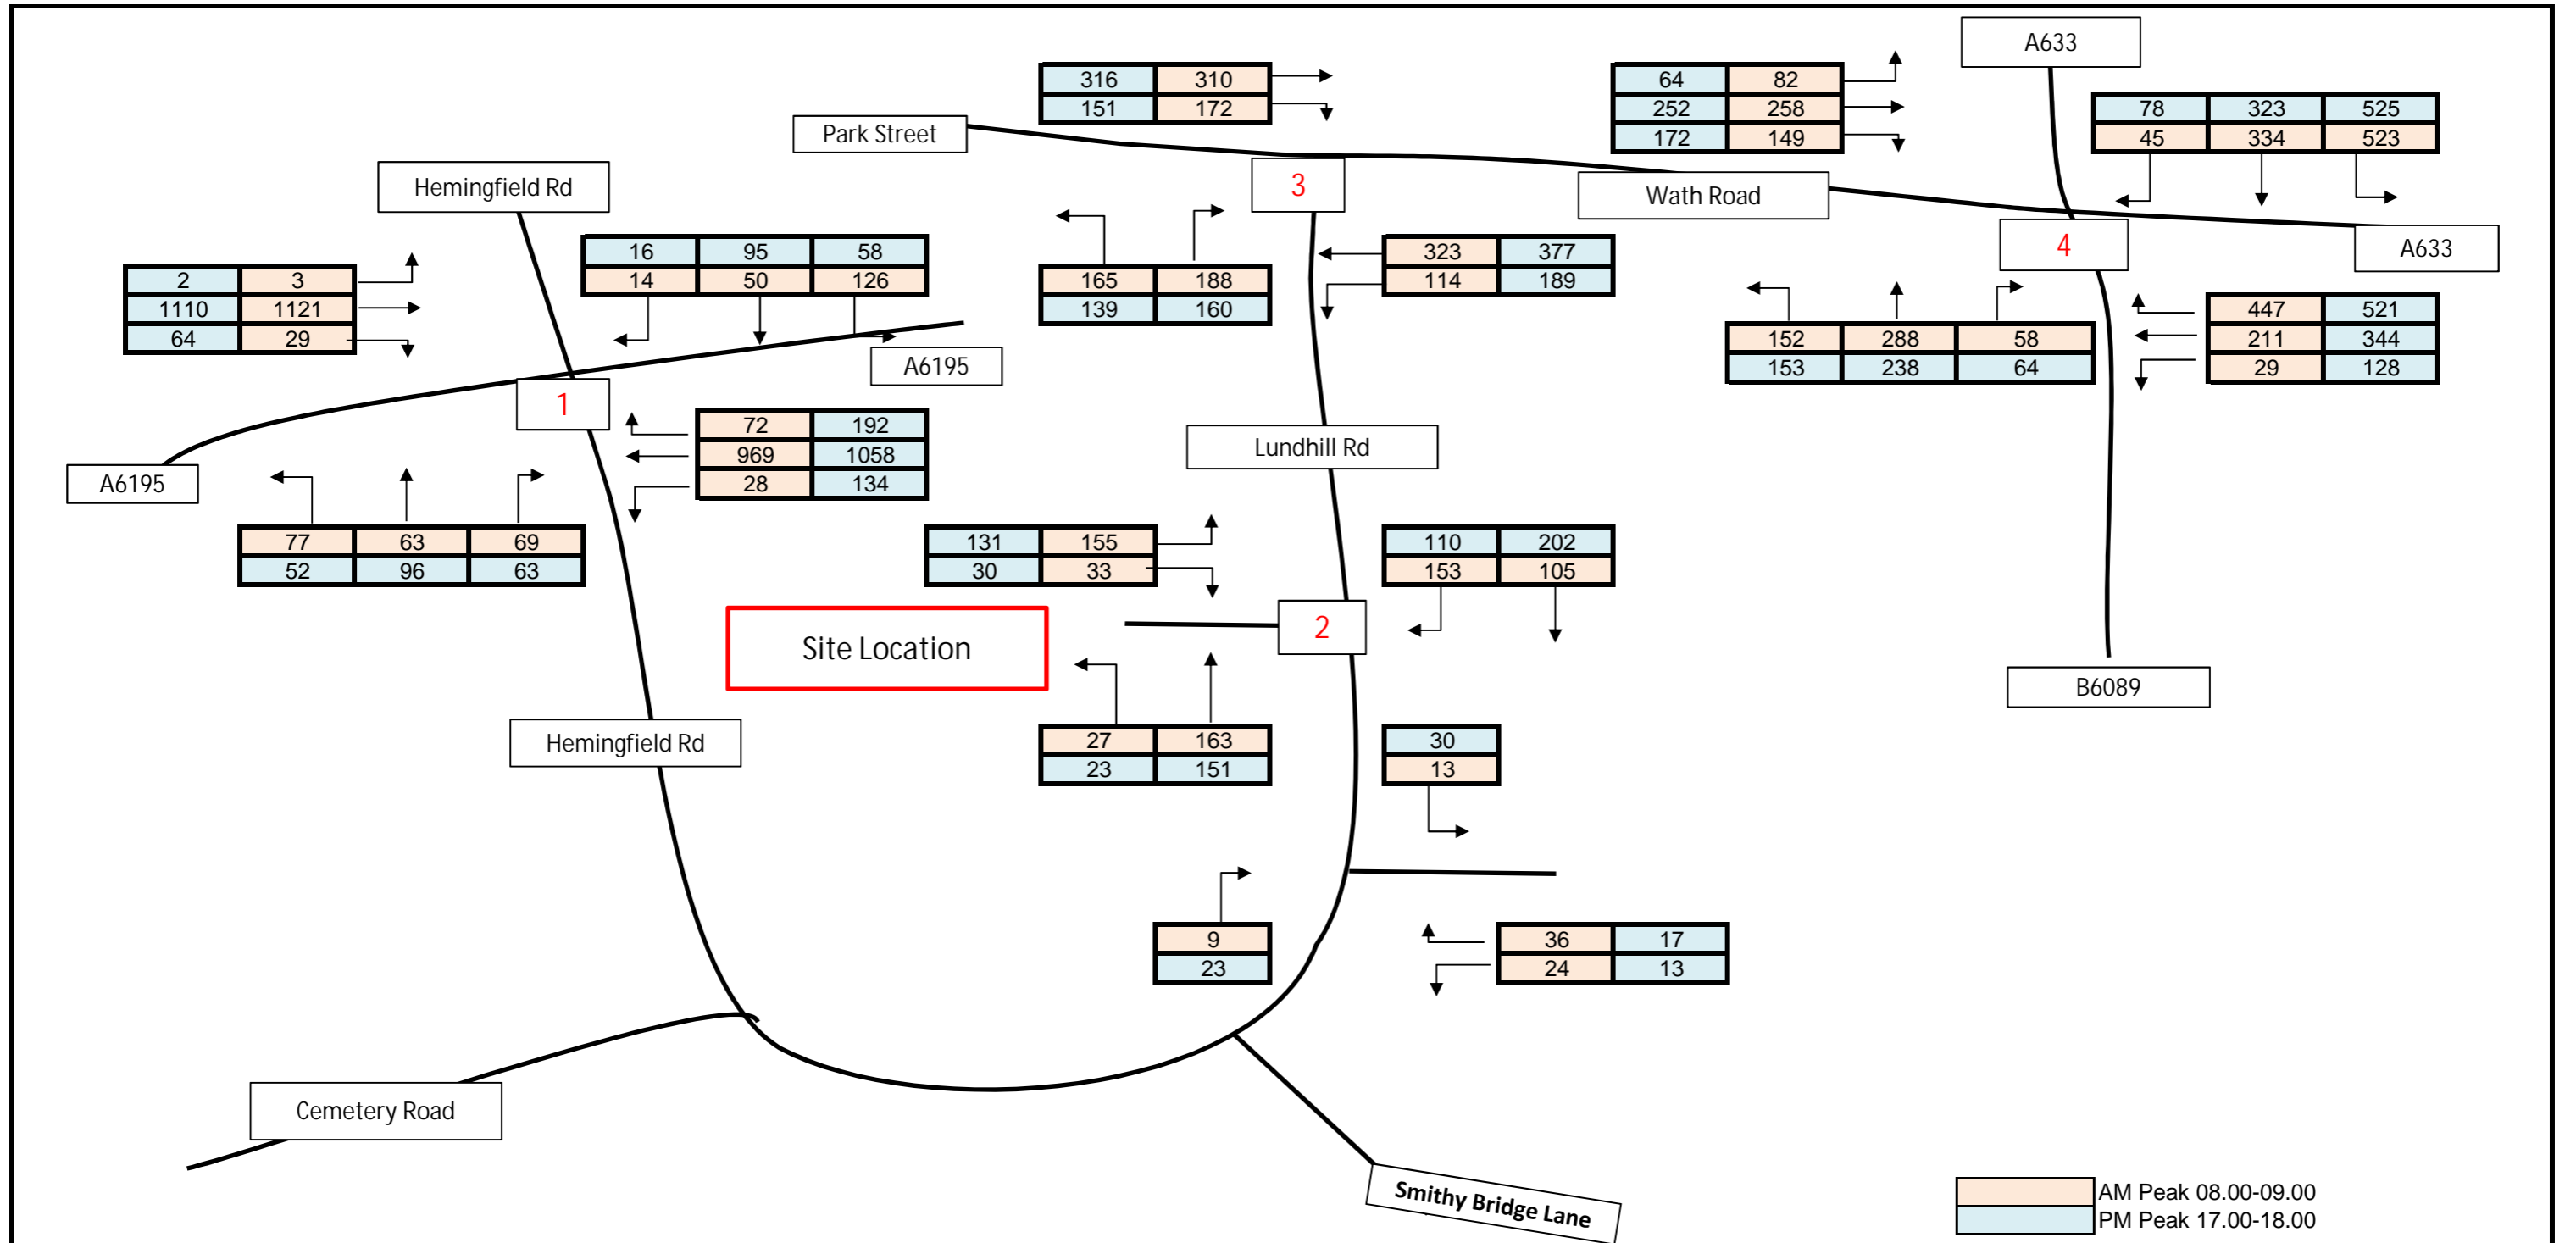 A633
316 310
151 172
64 82
252 258
172 149
78 323 525
45 334 523
Park Street
Hemingfield Rd
3
Wath Road
4
A633
2 3
1110 1121
64 29
16 95 58
14 50 126
165 188
139 160
323 377
114 189
152 288 58
153 238 64
447 521
211 344
29 128
A6195
1
A6195
72 192
969 1058
28 134
Lundhill Rd
77 63 69
52 96 63
131 155
30 33
110 202
153 105
Site Location
2
B6089
Hemingfield Rd
27 163
23 151
30
13
9
23
36 17
24 13
Cemetery Road
Smithy Bridge Lane
AM Peak 08.00-09.00
PM Peak 17.00-18.00